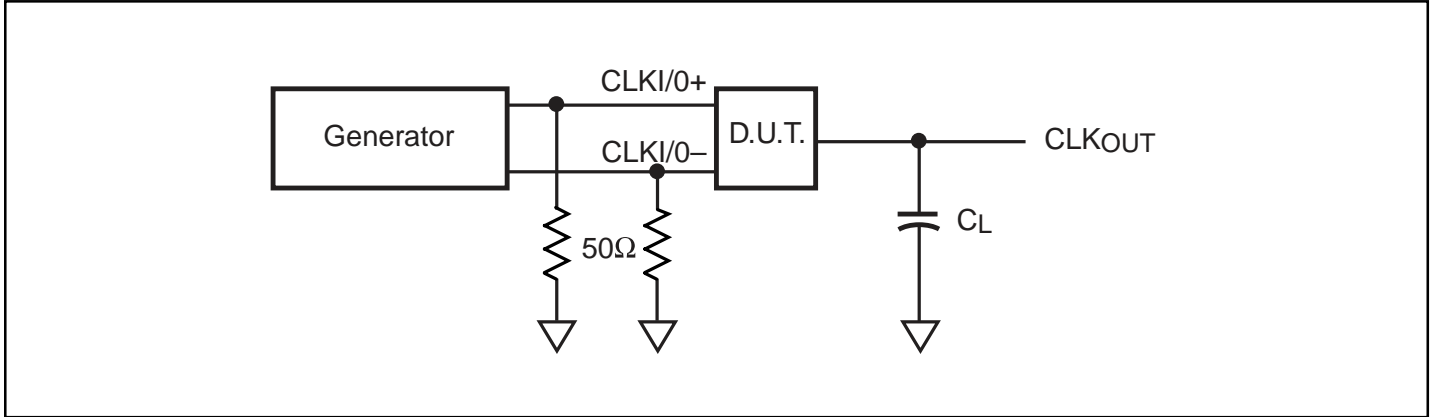 CLKI/0+
Generator
D.U.T.
CLKI/0–
CLKOUT
50Ω
CL